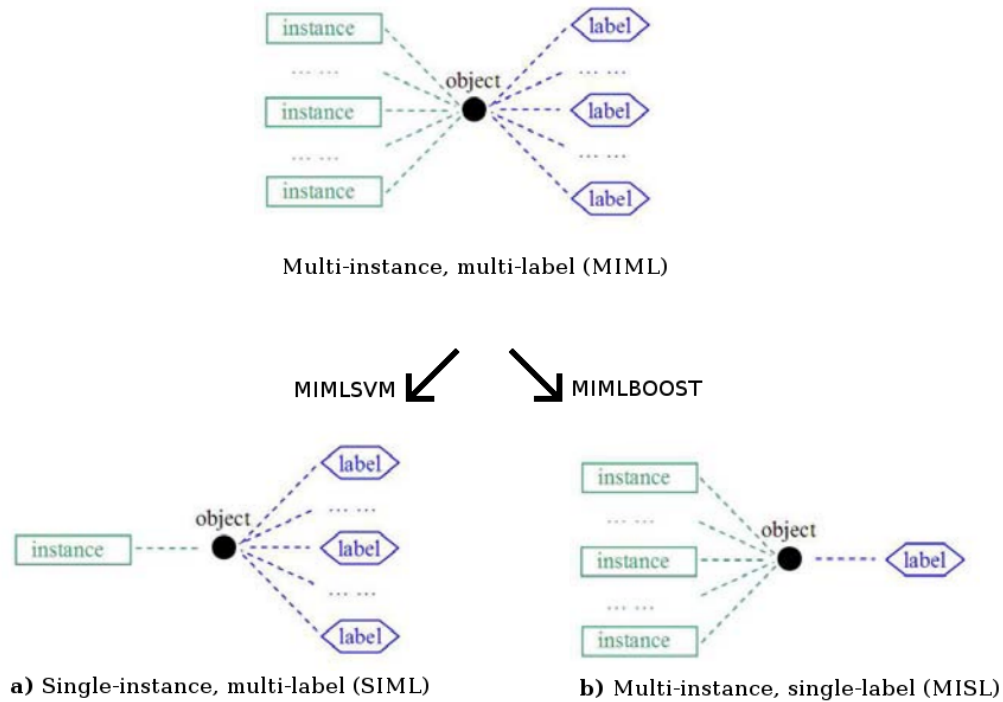 instance
label
... ...
object
... ...
instance
label
... ...
... ...
instance
label
Multi-instance, multi-label (MIML)
MIMLSVM
MIMLBOOST
label
... ...
object
instance
label
... ...
label
a) Single-instance, multi-label (SIML)
instance
... ...
object
instance
label
... ...
instance
b) Multi-instance, single-label (MISL)